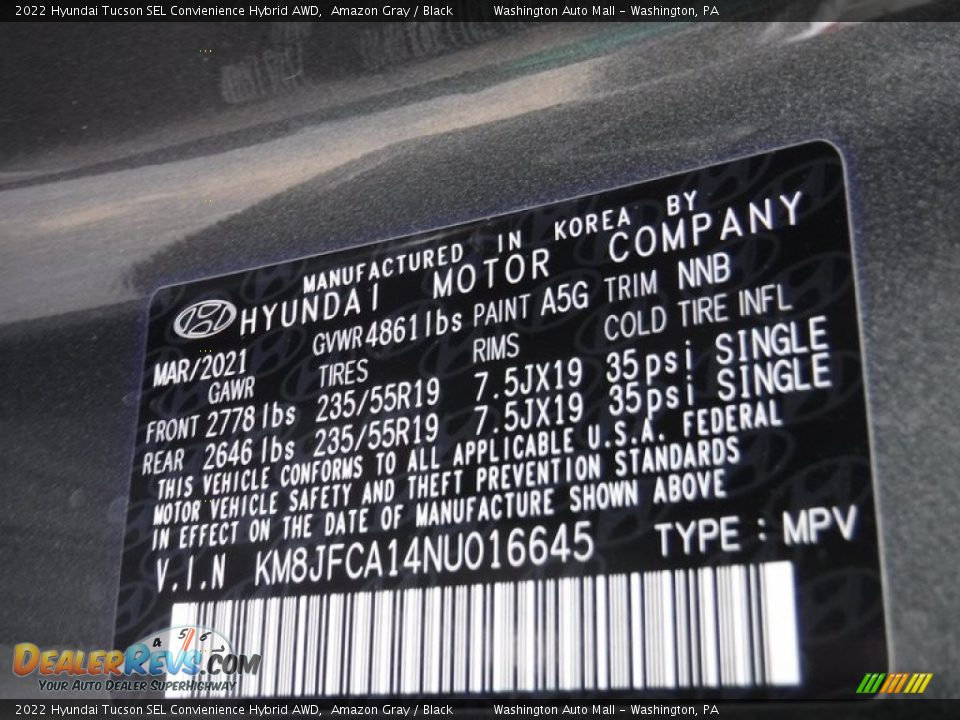 2022 Hyundai Tucson SEL Convienience Hybrid AWD,  Amazon Gray / Black    Washington Auto Mall - Washington, PA
MANUFACTURED IN KOREA BY
HYUNDAI MOTOR COMPANY
MAR/2021 GVWR 4861 lbs PAINT A5G TRIM NNB
GAWR TIRES RIMS COLD TIRE INFL
FRONT 2778 lbs 235/55R19 7.5JX19 35psi SINGLE
REAR 2646 lbs 235/55R19 7.5JX19 35psi SINGLE
THIS VEHICLE CONFORMS TO ALL APPLICABLE U.S.A. FEDERAL
MOTOR VEHICLE SAFETY AND THEFT PREVENTION STANDARDS
IN EFFECT ON THE DATE OF MANUFACTURE SHOWN ABOVE
V.I.N KM8JFCA14NU016645 TYPE : MPV
4 5 6
DealerRevs.com
Your Auto Dealer SuperHighway
2022 Hyundai Tucson SEL Convienience Hybrid AWD,  Amazon Gray / Black    Washington Auto Mall - Washington, PA